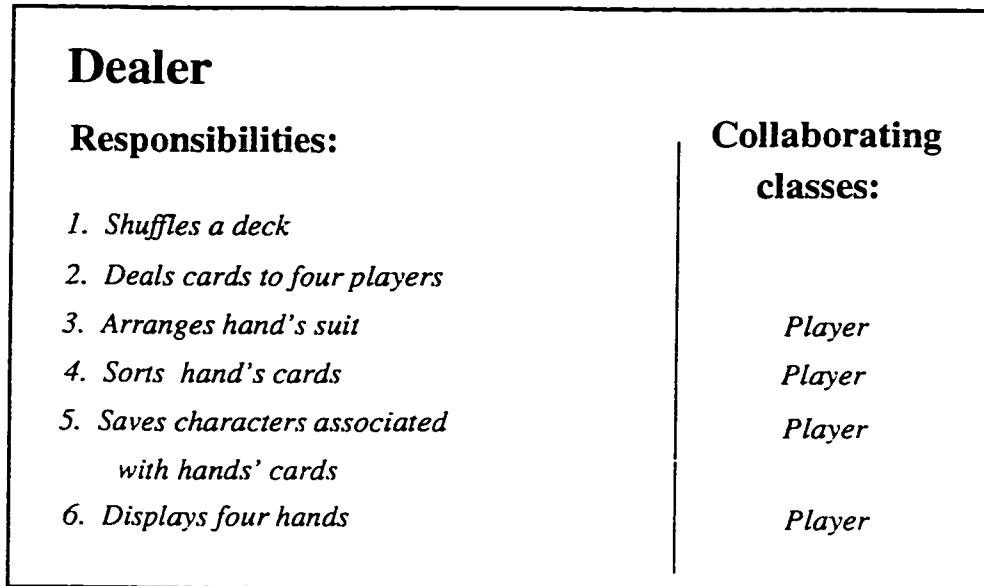 Dealer
Responsibilities:
Collaborating
classes:
1. Shuffles a deck
2. Deals cards to four players
3. Arranges hand's suit Player
4. Sorts hand's cards Player
5. Saves characters associated Player
with hands' cards
6. Displays four hands Player